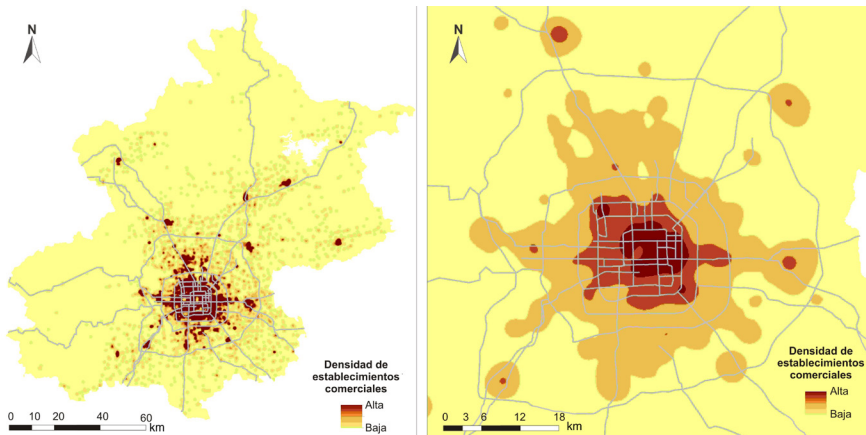 N
Densidad de
establecimientos
comerciales
Alta
Baja
0 10 20 40 60
km
N
Densidad de
establecimientos
comerciales
Alta
Baja
0 3 6 12 18
km